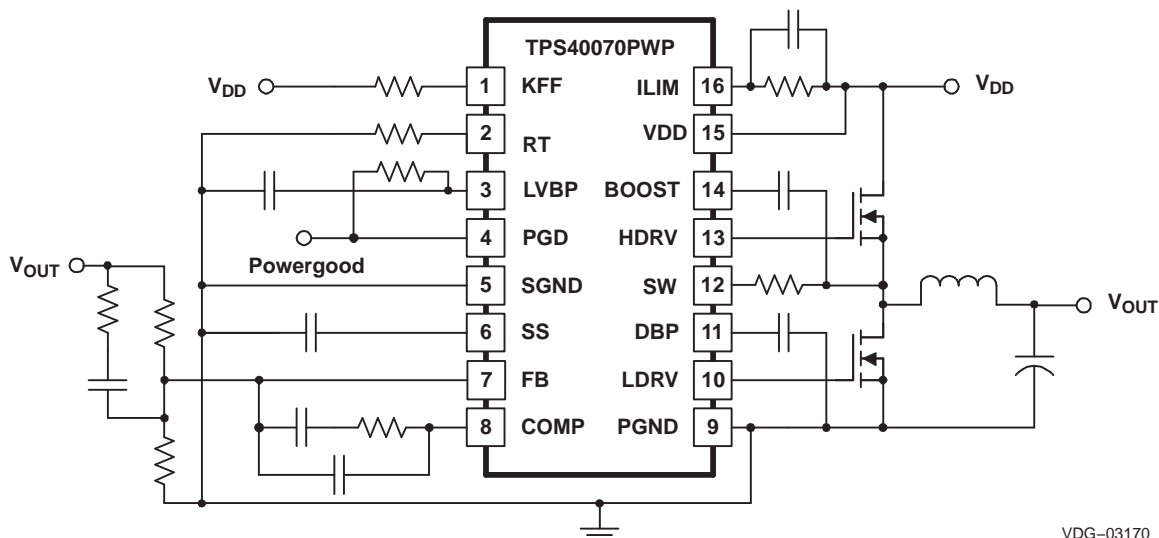 TPS40070PWP
VDD
1
KFF
ILIM
16
VDD
2
RT
VDD
15
3
LVBP
BOOST
14
4
PGD
HDRV
13
Powergood
VOUT
5
SGND
SW
12
VOUT
6
SS
DBP
11
7
FB
LDRV
10
8
COMP
PGND
9
VDG–03170